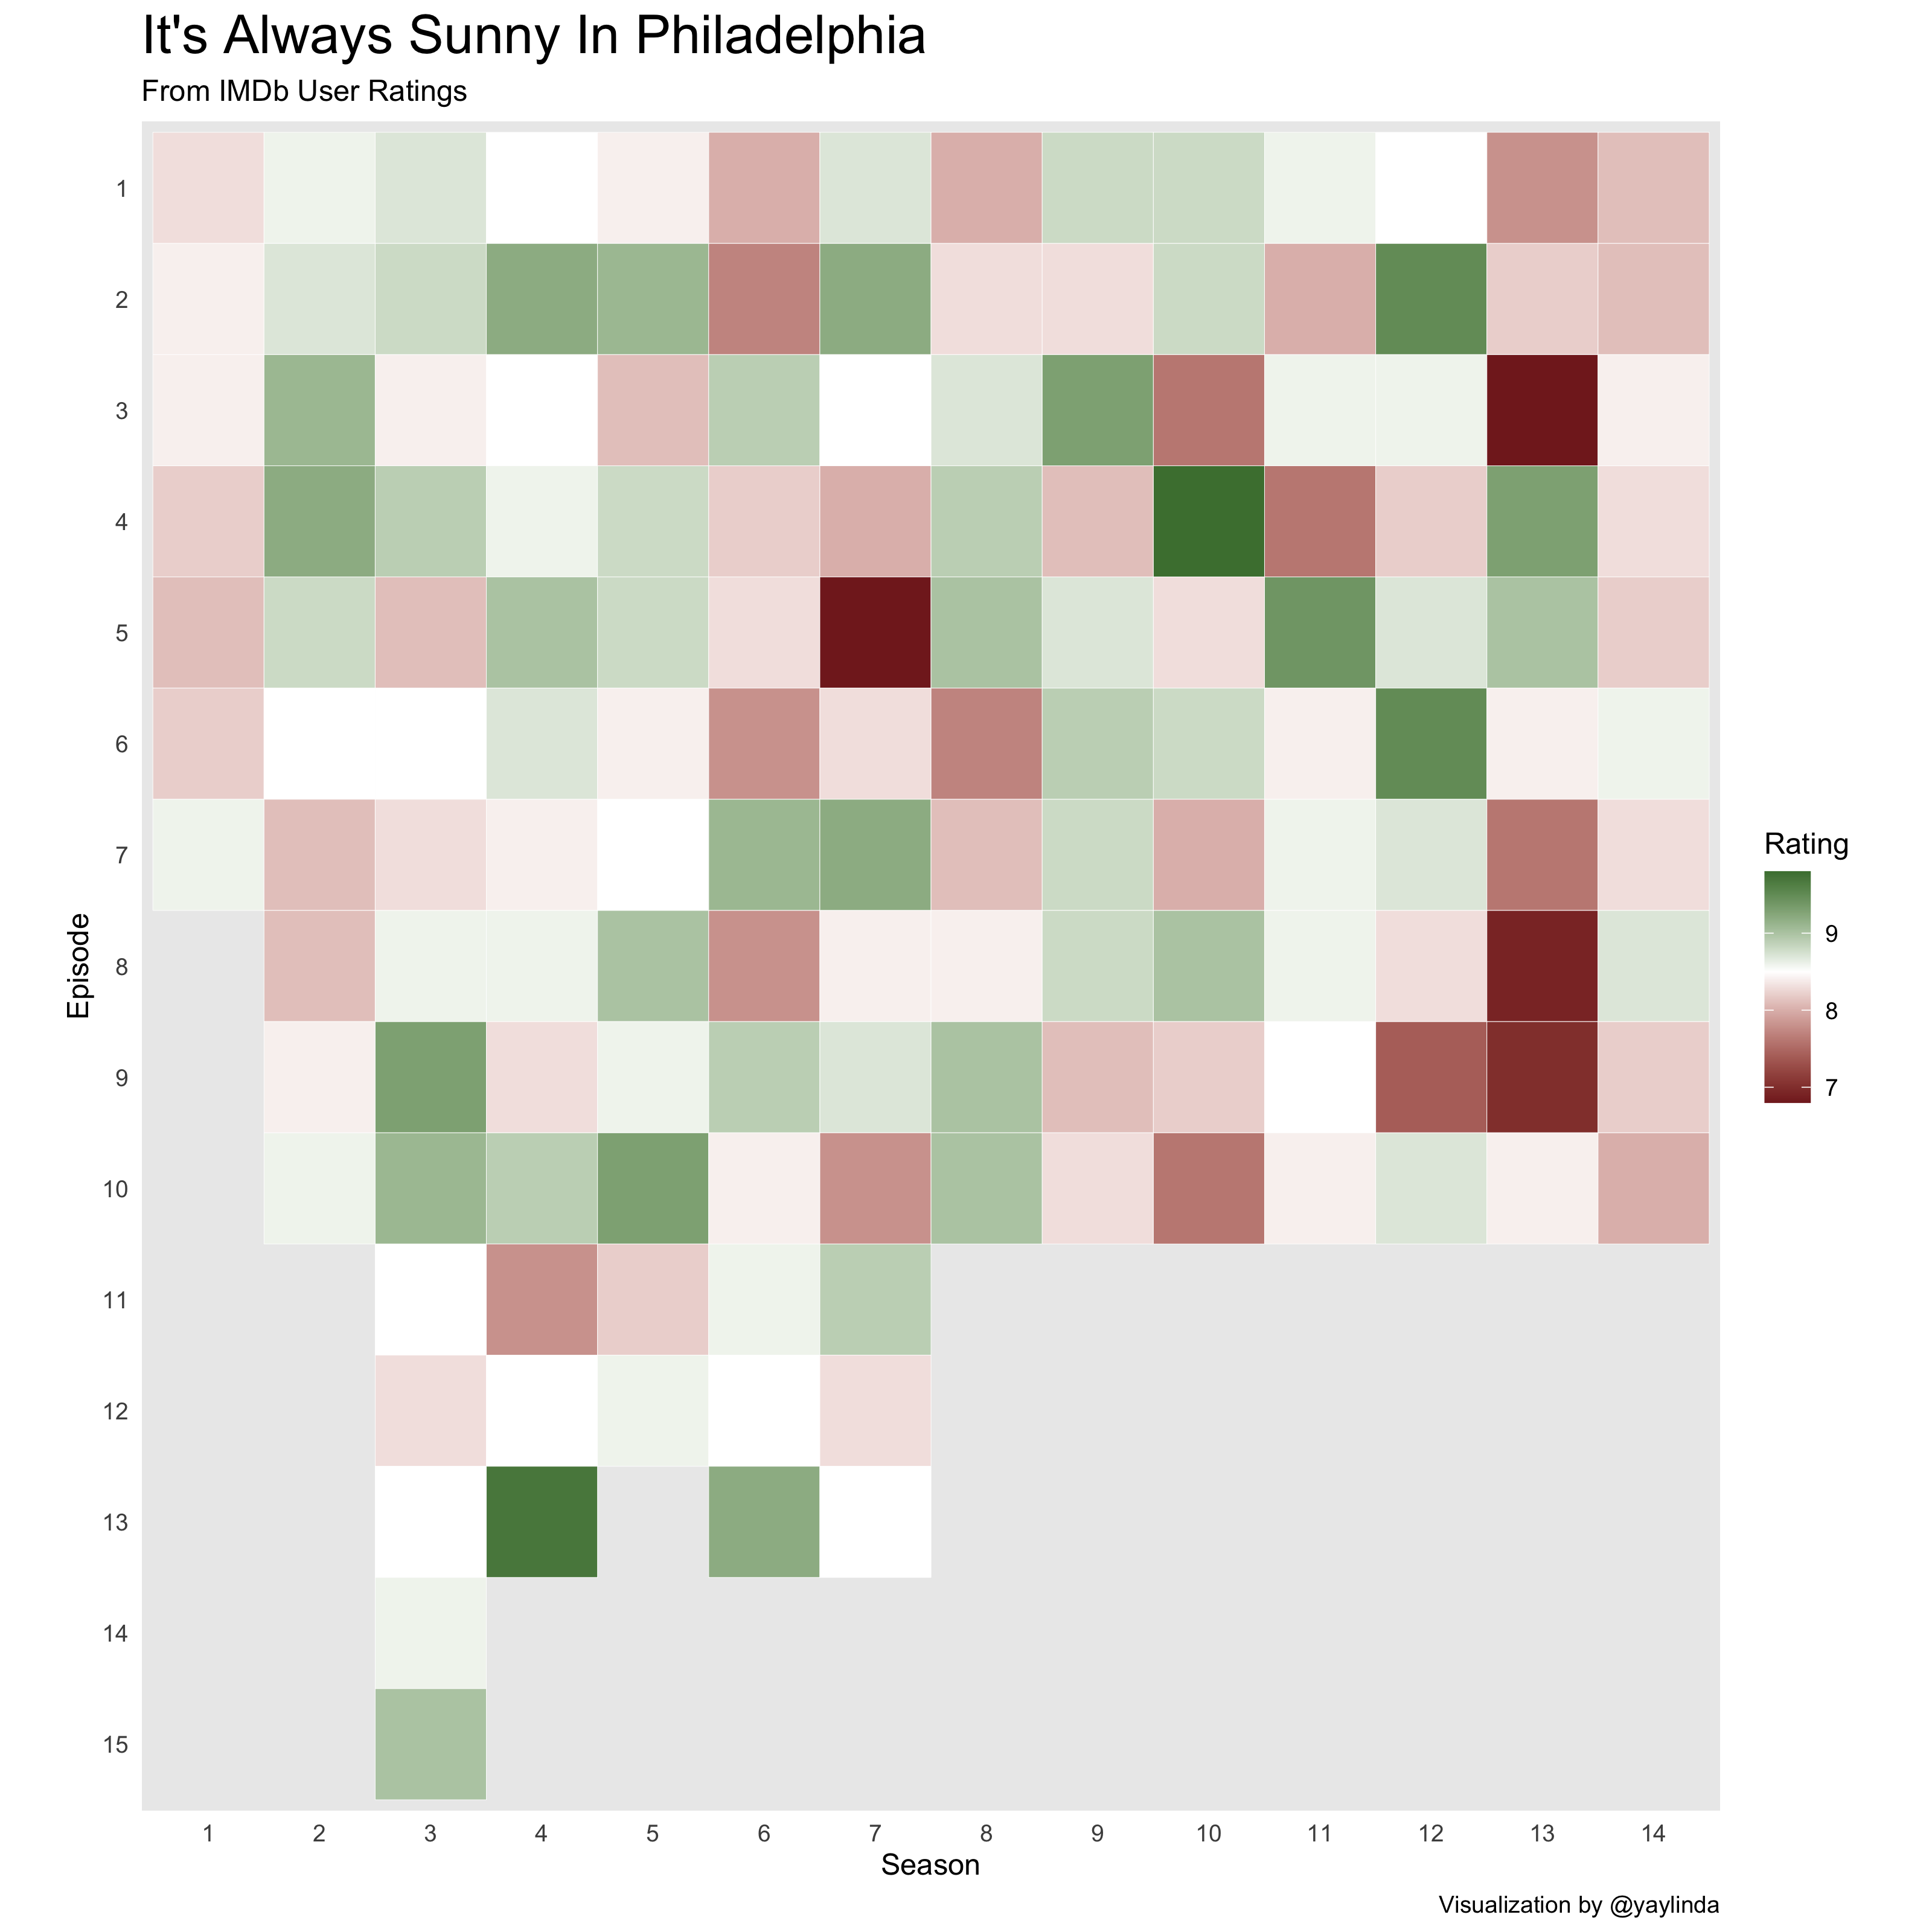 It's Always Sunny In Philadelphia
From IMDb User Ratings
1
2
3
4
5
6
7
8
9
10
11
12
13
14
15
Episode
1 2 3 4 5 6 7 8 9 10 11 12 13 14
Season
Rating
9
8
7
Visualization by @yaylinda